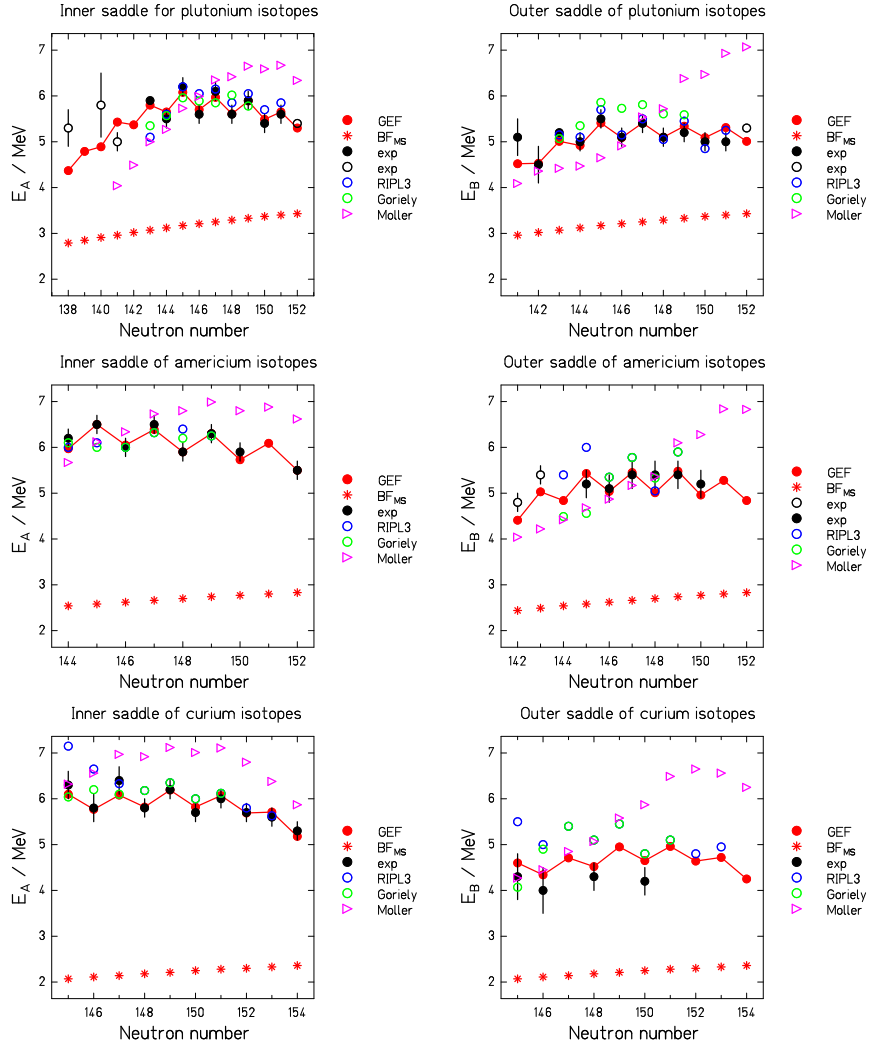 Inner saddle for plutonium isotopes
E_A / MeV
7
6
5
4
3
2
138 140 142 144 146 148 150 152
Neutron number
GEF
BF_MS
exp
exp
RIPL3
Goriely
Moller
Outer saddle of plutonium isotopes
E_B / MeV
7
6
5
4
3
2
142 144 146 148 150 152
Neutron number
GEF
BF_MS
exp
exp
RIPL3
Goriely
Moller
Inner saddle of americium isotopes
E_A / MeV
7
6
5
4
3
2
144 146 148 150 152
Neutron number
GEF
BF_MS
exp
RIPL3
Goriely
Moller
Outer saddle of americium isotopes
E_B / MeV
7
6
5
4
3
2
142 144 146 148 150 152
Neutron number
GEF
BF_MS
exp
exp
RIPL3
Goriely
Moller
Inner saddle of curium isotopes
E_A / MeV
7
6
5
4
3
2
146 148 150 152 154
Neutron number
GEF
BF_MS
exp
RIPL3
Goriely
Moller
Outer saddle of curium isotopes
E_B / MeV
7
6
5
4
3
2
146 148 150 152 154
Neutron number
GEF
BF_MS
exp
RIPL3
Goriely
Moller